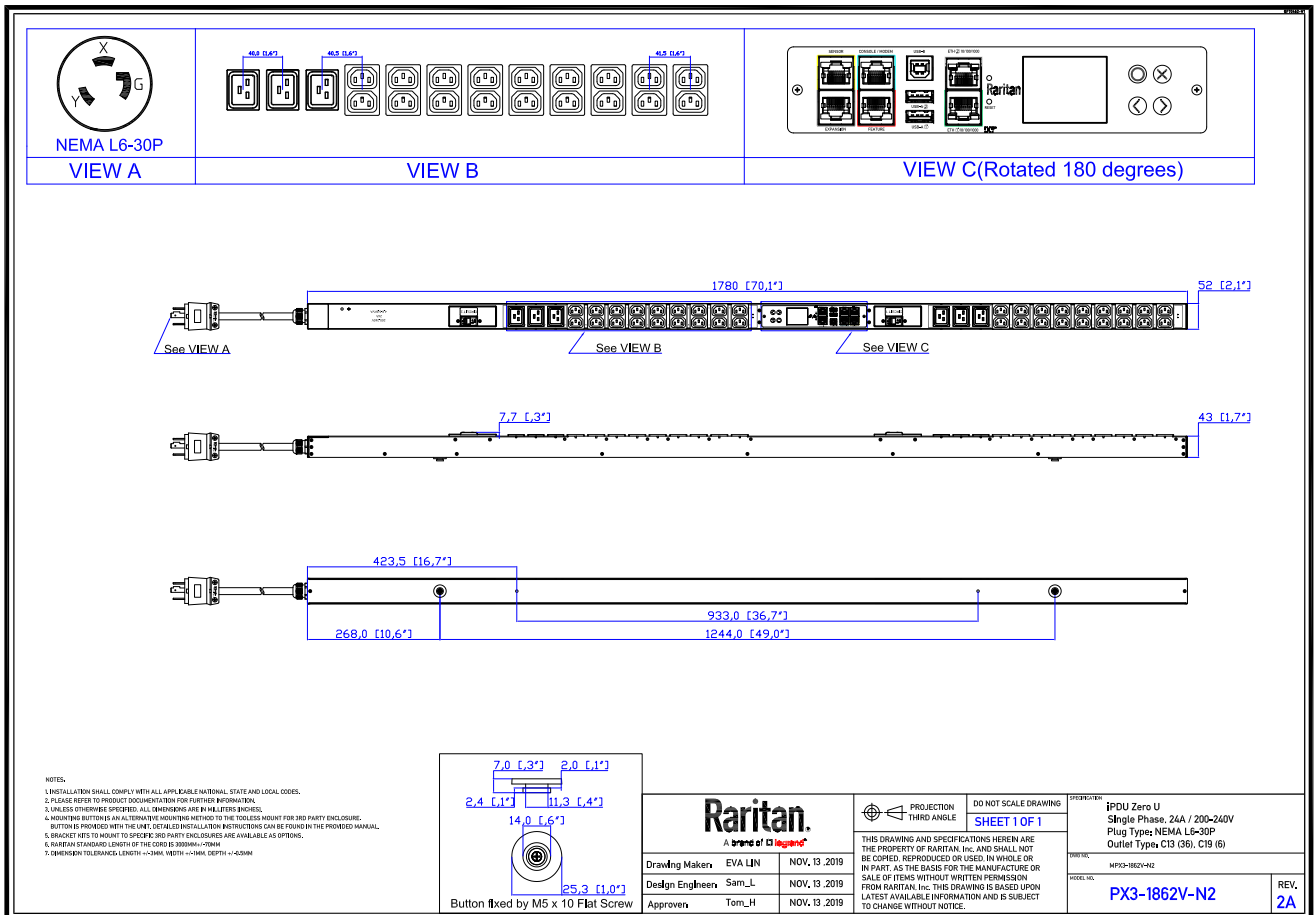 X
G
Y
NEMA L6-30P
VIEW A
40,0 [1,6"]
40,5 [1,6"]
41,5 [1,6"]
VIEW B
SENSOR
CONSOLE / MODEM
USB-B
EXPANSION
FEATURE
Raritan
RESET
VIEW C(Rotated 180 degrees)
1780 [70,1"]
52 [2,1"]
See VIEW A
See VIEW B
See VIEW C
7,7 [,3"]
43 [1,7"]
423,5 [16,7"]
933,0 [36,7"]
268,0 [10,6"]
1244,0 [49,0"]
NOTES,
1, INSTALLATION SHALL COMPLY WITH ALL APPLICABLE NATIONAL, STATE AND LOCAL CODES.
2, PLEASE REFER TO PRODUCT DOCUMENTATION FOR FURTHER INFORMATION,
3, UNLESS OTHERWISE SPECIFIED, ALL DIMENSIONS ARE IN MILLITERS [INCHES],
4, MOUNTING BUTTON IS AN ALTERNATIVE MOUNTING METHOD TO THE TOOLESS MOUNT FOR 3RD PARTY ENCLOSURE.
BUTTON IS PROVIDED WITH THE UNIT, DETAILED INSTALLATION INSTRUCTIONS CAN BE FOUND IN THE PROVIDED MANUAL,
5, BRACKET KITS TO MOUNT TO SPECIFIC 3RD PARTY ENCLOSURES ARE AVAILABLE AS OPTIONS.
6, RARITAN STANDARD LENGTH OF THE CORD IS 3000MM+/-70MM
7, DIMENSION TOLERANCE: LENGTH +/-3MM, WIDTH +/-1MM, DEPTH +/-0.5MM
7,0 [,3"]
2,0 [,1"]
2,4 [,1"]
11,3 [,4"]
14,0 [,6"]
25,3 [1,0"]
Button fixed by M5 x 10 Flat Screw
Raritan.
A brand of legrand
Drawing Maker: EVA LIN NOV. 13 .2019
Design Engineer: Sam_L NOV. 13 .2019
Approver: Tom_H NOV. 13 .2019
PROJECTION
THIRD ANGLE
DO NOT SCALE DRAWING
SHEET 1 OF 1
THIS DRAWING AND SPECIFICATIONS HEREIN ARE
THE PROPERTY OF RARITAN, Inc. AND SHALL NOT
BE COPIED, REPRODUCED OR USED, IN WHOLE OR
IN PART, AS THE BASIS FOR THE MANUFACTURE OR
SALE OF ITEMS WITHOUT WRITTEN PERMISSION
FROM RARITAN, Inc. THIS DRAWING IS BASED UPON
LATEST AVAILABLE INFORMATION AND IS SUBJECT
TO CHANGE WITHOUT NOTICE.
SPECIFICATION
iPDU Zero U
Single Phase, 24A / 200-240V
Plug Type: NEMA L6-30P
Outlet Type: C13 (36), C19 (6)
DWG NO.
MPX3-1862V-N2
MODEL NO.
PX3-1862V-N2
REV.
2A